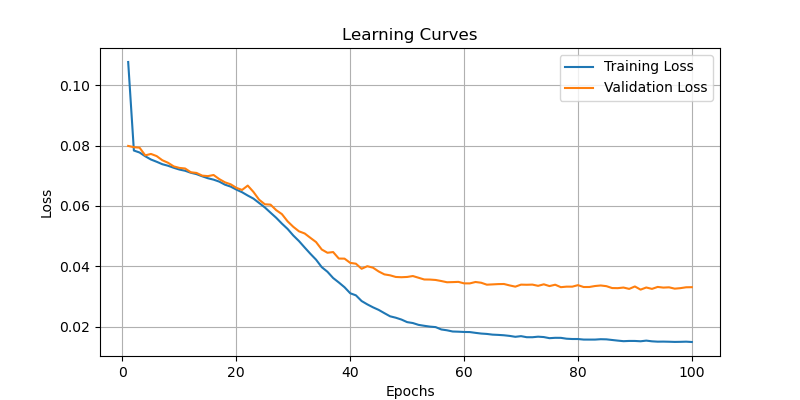 Learning Curves
Training Loss
Validation Loss
0.10
0.08
0.06
0.04
0.02
Loss
0 20 40 60 80 100
Epochs